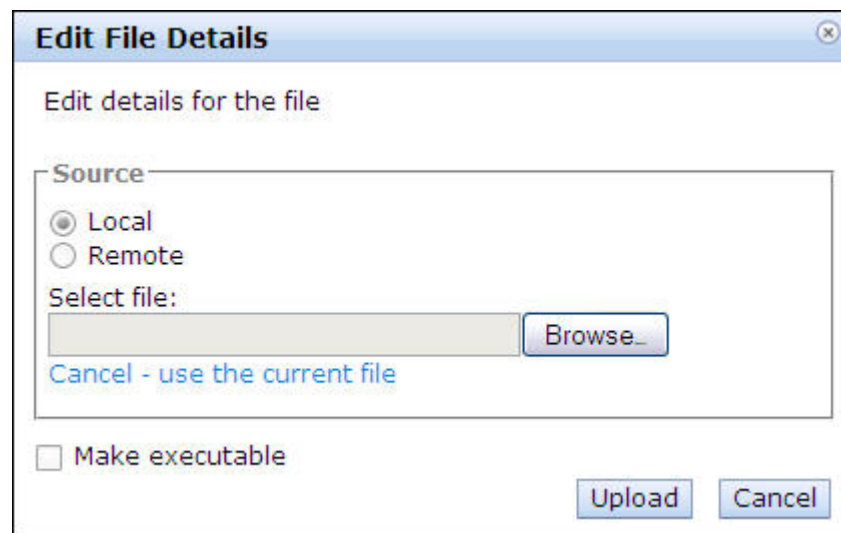 Edit File Details
Edit details for the file
Source
Local
Remote
Select file:
Browse...
Cancel - use the current file
Make executable
Upload Cancel